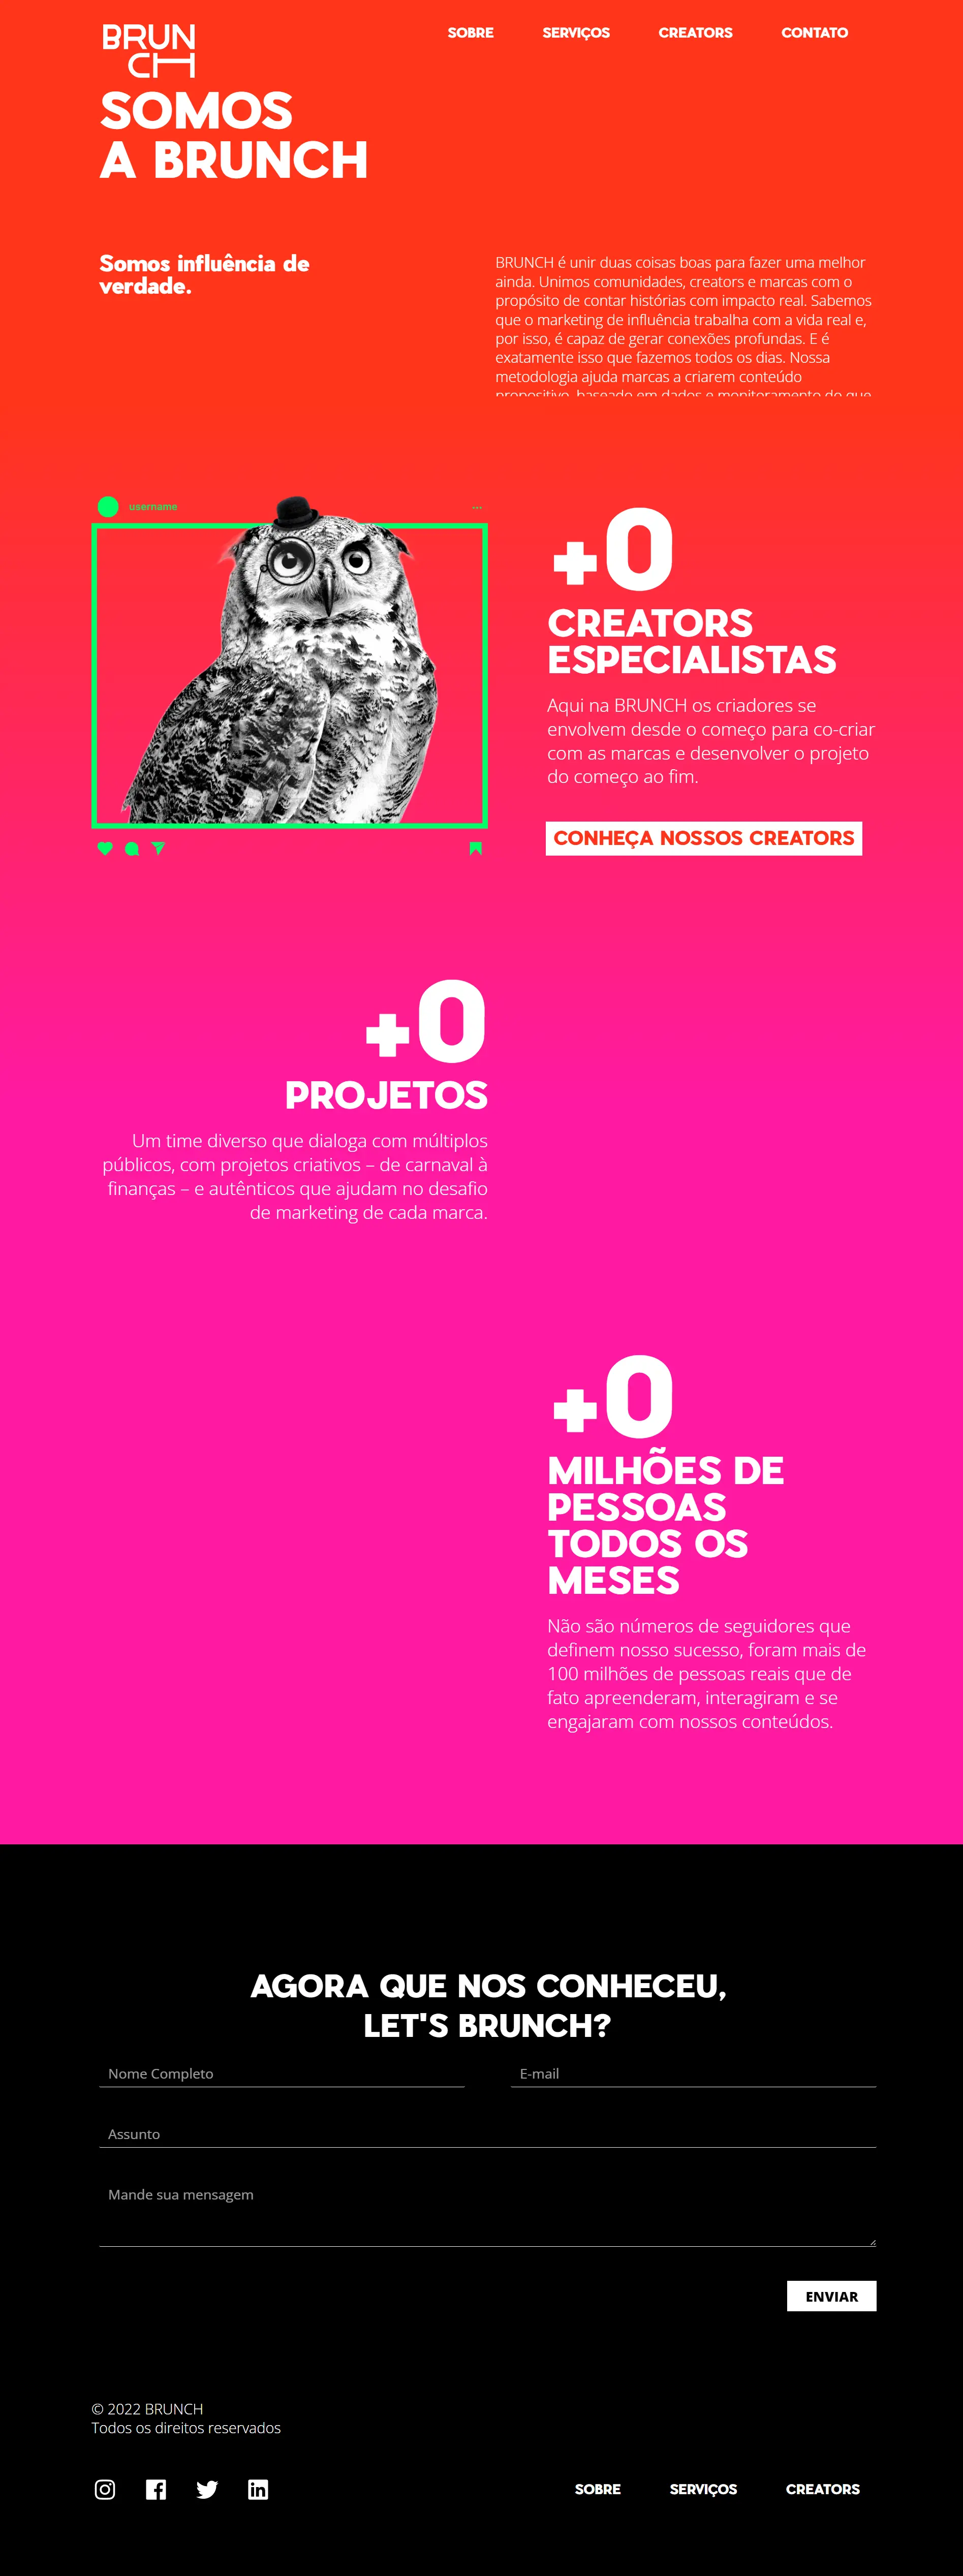 BRUN
CH
SOBRE SERVIÇOS CREATORS CONTATO
SOMOS
A BRUNCH
Somos influência de
verdade.
BRUNCH é unir duas coisas boas para fazer uma melhor
ainda. Unimos comunidades, creators e marcas com o
propósito de contar histórias com impacto real. Sabemos
que o marketing de influência trabalha com a vida real e,
por isso, é capaz de gerar conexões profundas. E é
exatamente isso que fazemos todos os dias. Nossa
metodologia ajuda marcas a criarem conteúdo
propositivo, baseado em dados e monitoramento do que
username
...
+0
CREATORS
ESPECIALISTAS
Aqui na BRUNCH os criadores se
envolvem desde o começo para co-criar
com as marcas e desenvolver o projeto
do começo ao fim.
CONHEÇA NOSSOS CREATORS
+0
PROJETOS
Um time diverso que dialoga com múltiplos
públicos, com projetos criativos – de carnaval à
finanças – e autênticos que ajudam no desafio
de marketing de cada marca.
+0
MILHÕES DE
PESSOAS
TODOS OS
MESES
Não são números de seguidores que
definem nosso sucesso, foram mais de
100 milhões de pessoas reais que de
fato apreenderam, interagiram e se
engajaram com nossos conteúdos.
AGORA QUE NOS CONHECEU,
LET'S BRUNCH?
Nome Completo
E-mail
Assunto
Mande sua mensagem
ENVIAR
© 2022 BRUNCH
Todos os direitos reservados
SOBRE SERVIÇOS CREATORS